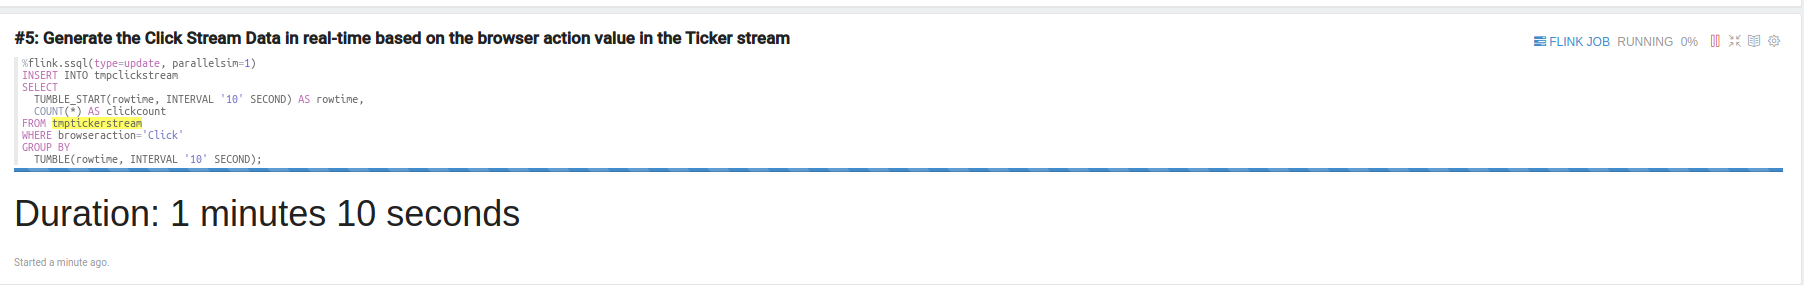 #5: Generate the Click Stream Data in real-time based on the browser action value in the Ticker stream
FLINK JOB RUNNING 0%
%flink.ssql(type=update, parallelsim=1)
INSERT INTO tmpclickstream
SELECT
TUMBLE_START(rowtime, INTERVAL '10' SECOND) AS rowtime,
COUNT(*) AS clickcount
FROM tmptickerstream
WHERE browseraction='Click'
GROUP BY
TUMBLE(rowtime, INTERVAL '10' SECOND);
Duration: 1 minutes 10 seconds
Started a minute ago.